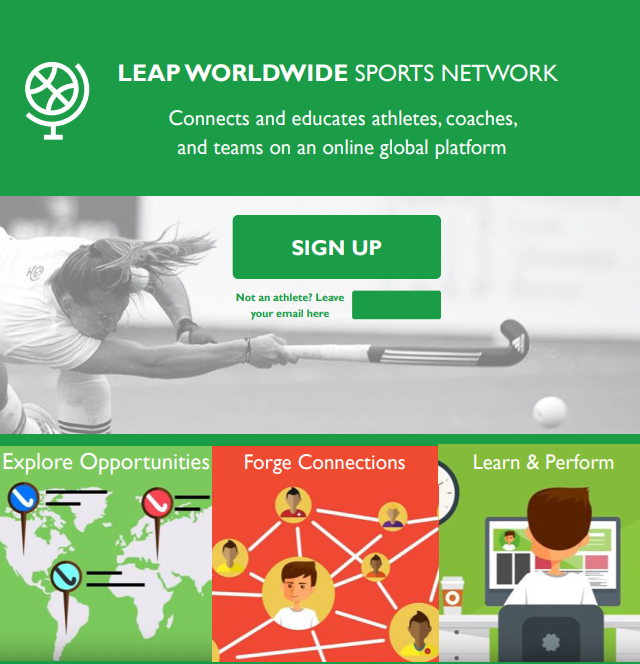 LEAP WORLDWIDE SPORTS NETWORK
Connects and educates athletes, coaches,
and teams on an online global platform
SIGN UP
Not an athlete? Leave
your email here
Explore Opportunities
Forge Connections
Learn & Perform